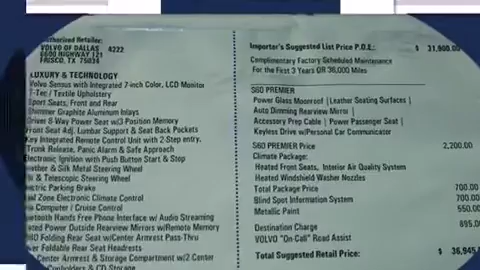 Authorized Retailer:
VOLVO OF DALLAS 4222
6690 HIGHWAY 121
FRISCO, TX 75034
LUXURY & TECHNOLOGY
Volvo Sensus with Integrated 7-inch Color, LCD Monitor
T-Tec / Textile Upholstery
Sport Seats, Front and Rear
Shimmer Graphite Aluminum Inlays
Driver 8-Way Power Seat w/3 Position Memory
Front Seat Adj. Lumbar Support & Seat Back Pockets
Key Integrated Remote Control Unit with 2-Step entry.
Trunk Release, Panic Alarm & Safe Approach
Electronic Ignition with Push Button Start & Stop
Leather & Silk Metal Steering Wheel
Tilt & Telescopic Steering Wheel
Electric Parking Brake
Dual Zone Electronic Climate Control
Computer / Cruise Control
Bluetooth Hands Free Phone Interface w/ Audio Streaming
Heated Power Outside Rearview Mirrors w/Remote Memory
Folding Rear Seat w/Center Armrest Pass-Thru
Folding Rear Seat Headrests
Center Armrest & Storage Compartment w/2
Cupholders & CD Storage
Importer's Suggested List Price P.O.E.: $ 31,900.00
Complimentary Factory Scheduled Maintenance
For the First 3 Years OR 36,000 Miles
S60 PREMIER
Power Glass Moonroof | Leather Seating Surfaces |
Auto Dimming Rearview Mirror |
Accessory Prep Cable | Power Passenger Seat |
Keyless Drive w/Personal Car Communicator
S60 PREMIER Price 2,200.00
Climate Package:
Heated Front Seats, Interior Air Quality System
Heated Windshield Washer Nozzles
Total Package Price 700.00
Blind Spot Information System 700.00
Metallic Paint 550.00
Destination Charge 895.00
VOLVO "On-Call" Road Assist
Total Suggested Retail Price: $ 36,945